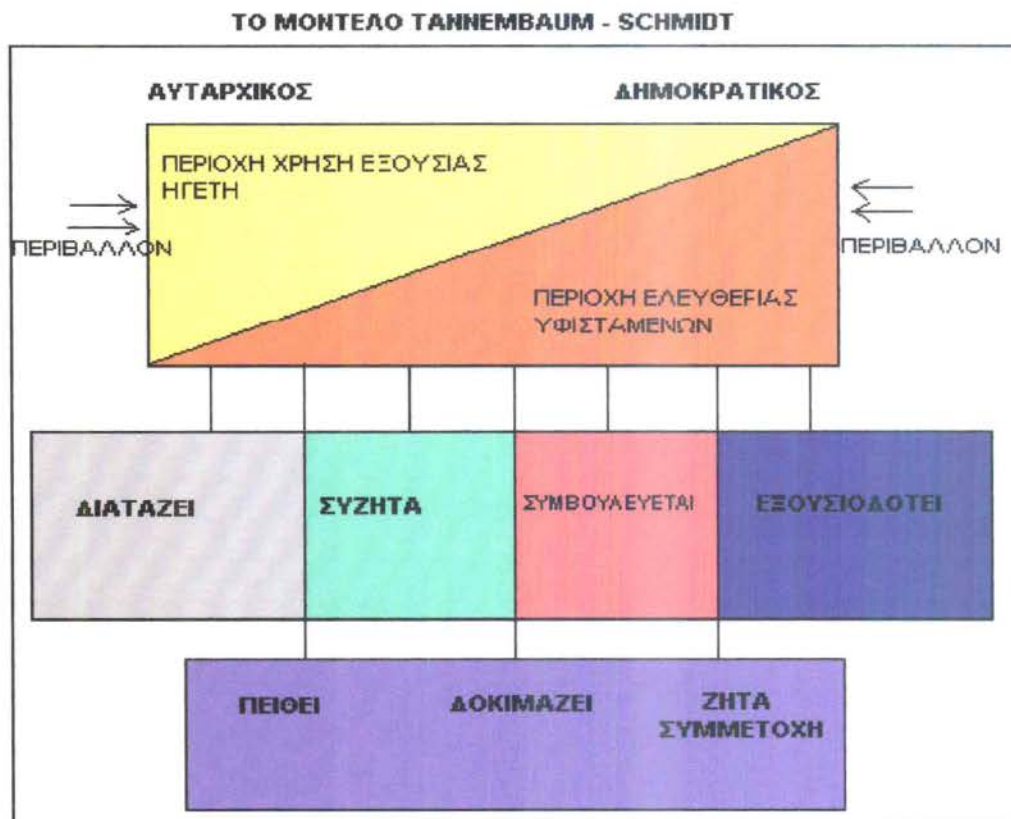 ΤΟ ΜΟΝΤΕΛΟ TANNEMBAUM - SCHMIDT
ΑΥΤΑΡΧΙΚΟΣ
ΔΗΜΟΚΡΑΤΙΚΟΣ
ΠΕΡΙΟΧΗ ΧΡΗΣΗ ΕΞΟΥΣΙΑΣ
ΗΓΕΤΗ
ΠΕΡΙΒΑΛΛΟΝ
ΠΕΡΙΒΑΛΛΟΝ
ΠΕΡΙΟΧΗ ΕΛΕΥΘΕΡΙΑΣ
ΥΦΙΣΤΑΜΕΝΩΝ
ΔΙΑΤΑΖΕΙ
ΣΥΖΗΤΑ
ΣΥΜΒΟΥΛΕΥΕΤΑΙ
ΕΞΟΥΣΙΟΔΟΤΕΙ
ΠΕΙΘΕΙ
ΔΟΚΙΜΑΖΕΙ
ΖΗΤΑ
ΣΥΜΜΕΤΟΧΗ